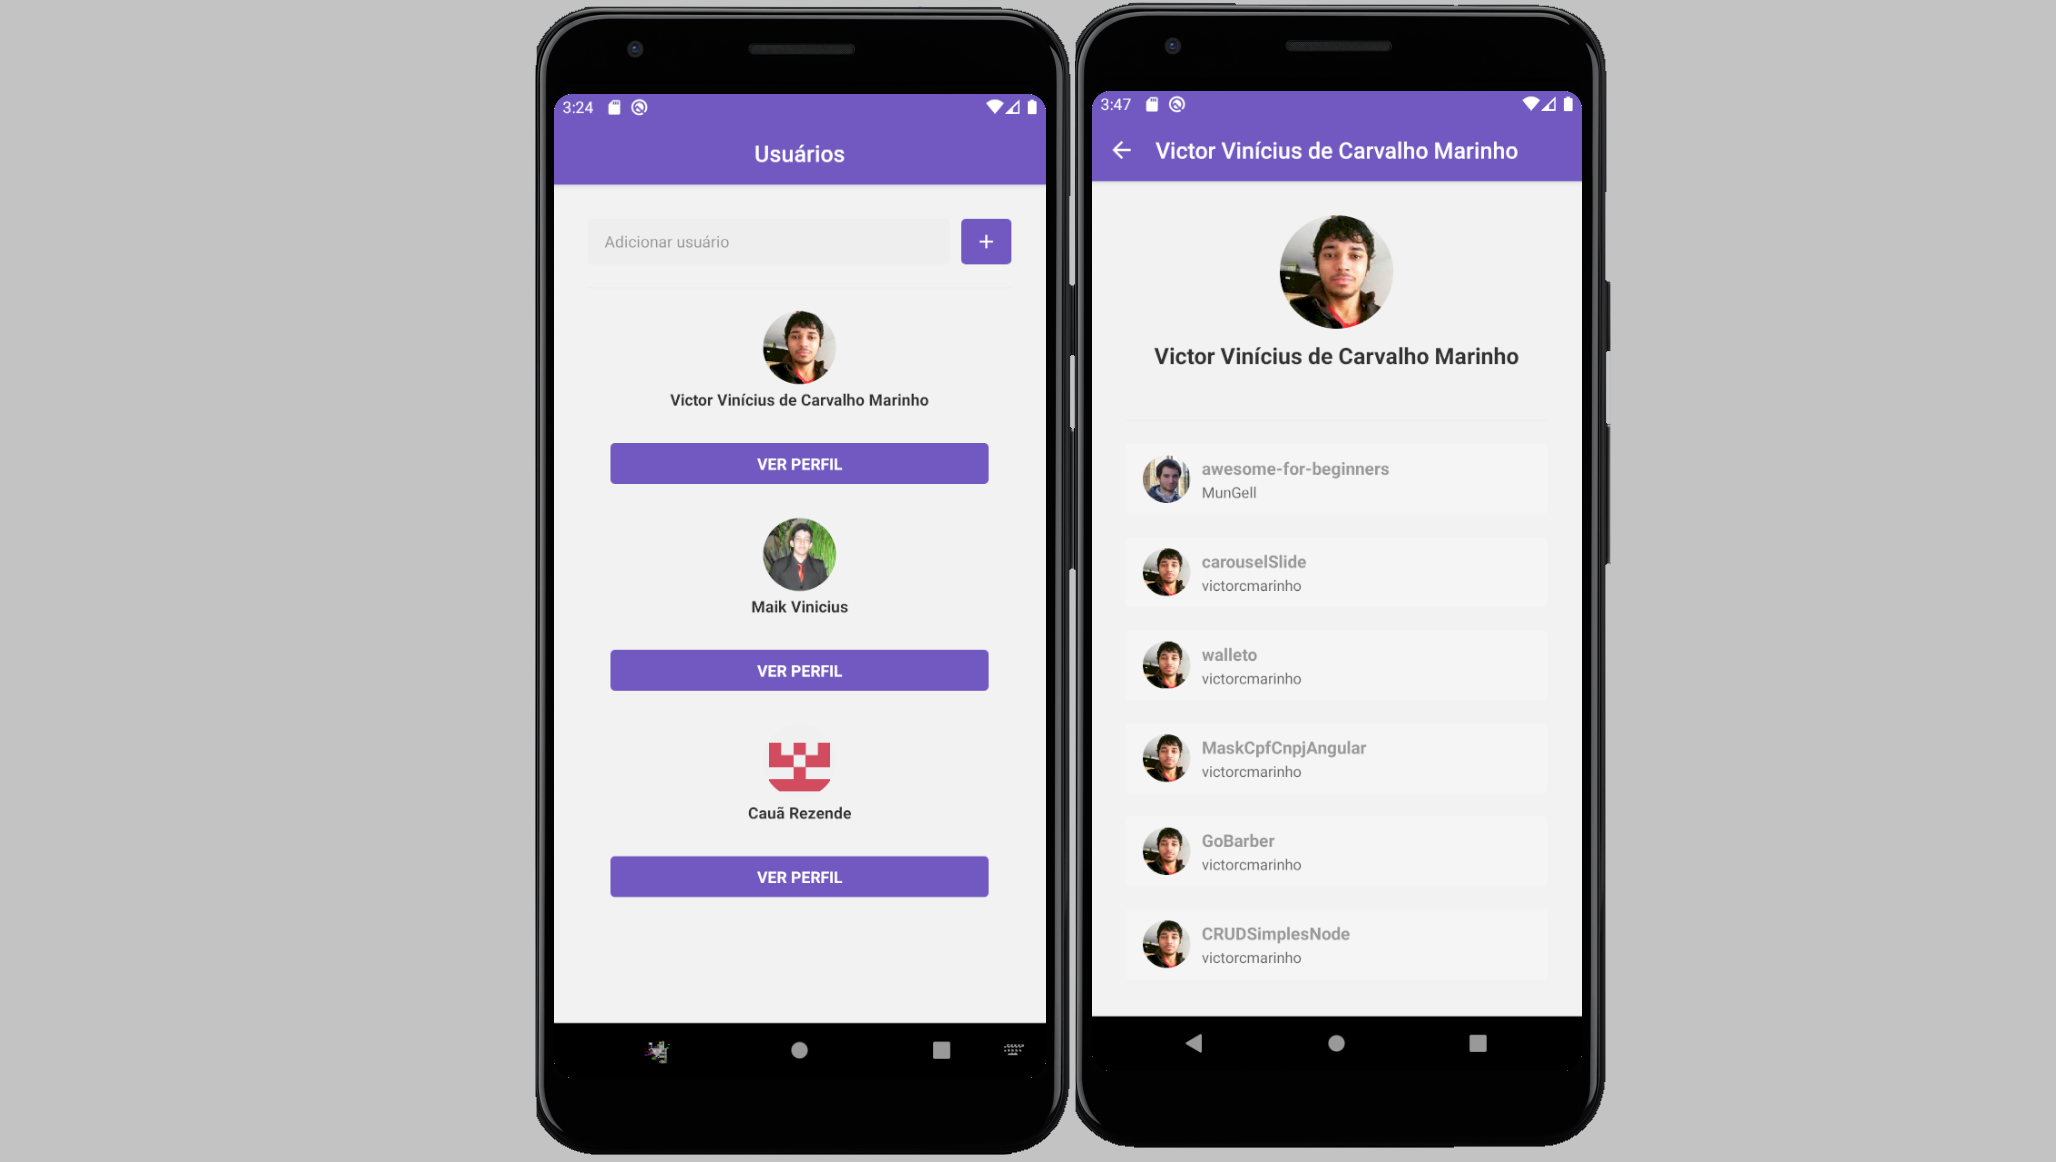 3:24
Usuários
Adicionar usuário
+
Victor Vinícius de Carvalho Marinho
VER PERFIL
Maik Vinicius
VER PERFIL
Cauã Rezende
VER PERFIL
3:47
Victor Vinícius de Carvalho Marinho
Victor Vinícius de Carvalho Marinho
awesome-for-beginners
MunGell
carouselSlide
victorcmarinho
walleto
victorcmarinho
MaskCpfCnpjAngular
victorcmarinho
GoBarber
victorcmarinho
CRUDSimplesNode
victorcmarinho